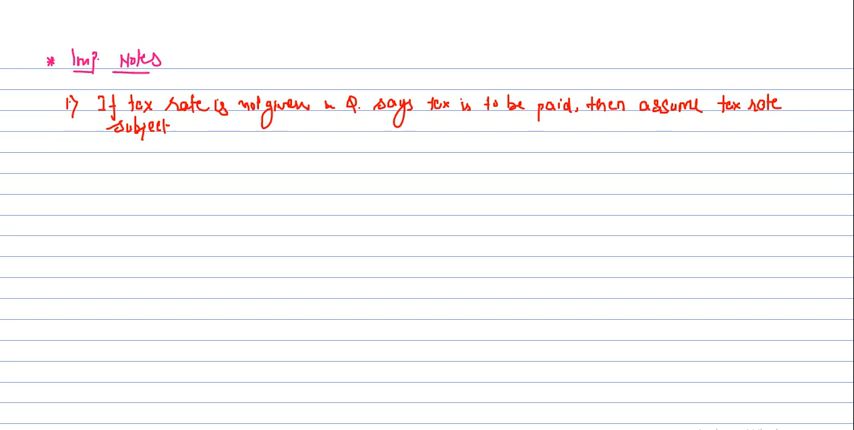 * Imp. Notes
1) If tax rate is not given n Q. says tax is to be paid, then assume tax rate
subject